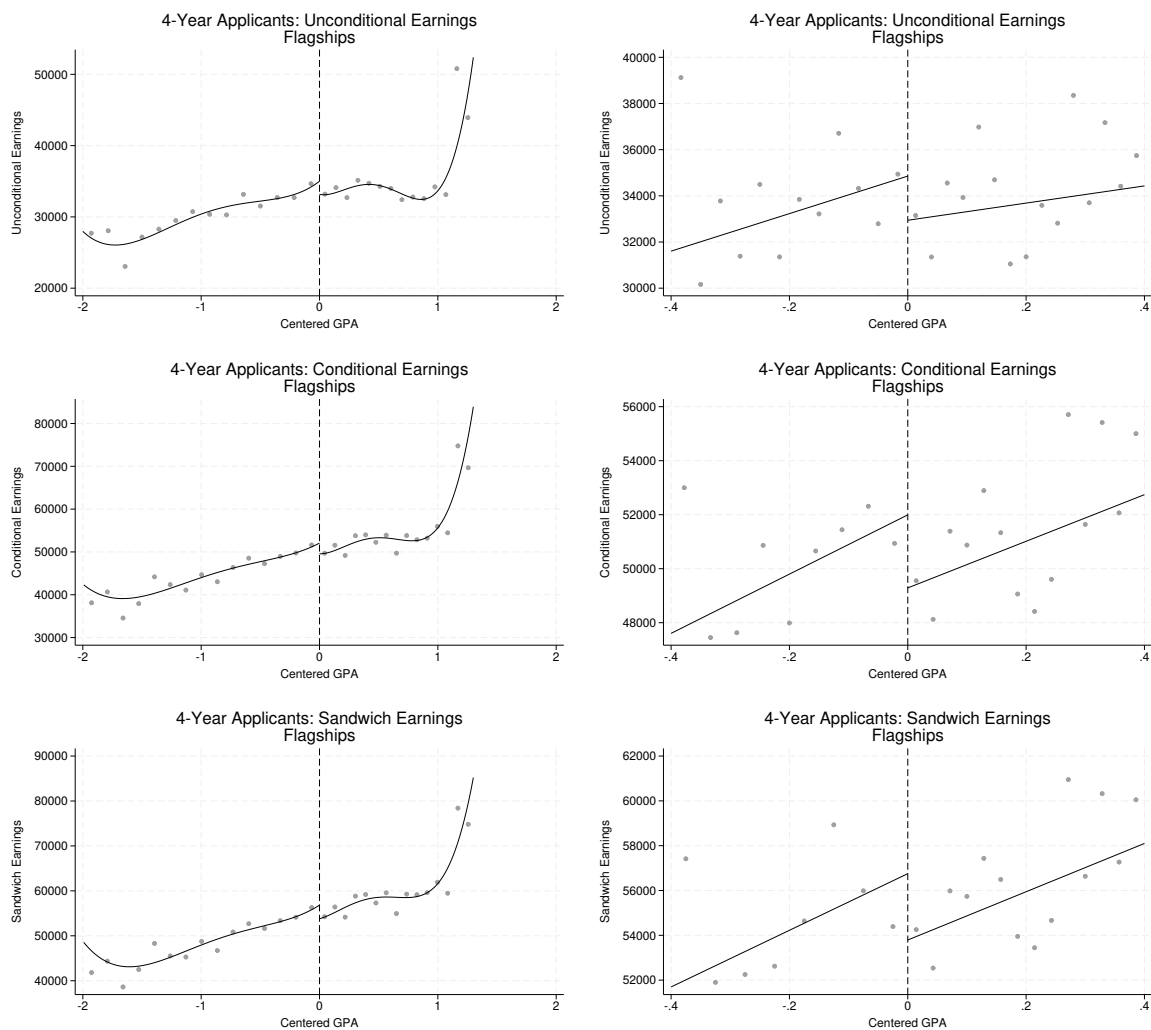 4-Year Applicants: Unconditional Earnings
Flagships
Unconditional Earnings
50000
40000
30000
20000
-2
-1
0
1
2
Centered GPA
4-Year Applicants: Unconditional Earnings
Flagships
Unconditional Earnings
40000
38000
36000
34000
32000
30000
-.4
-.2
0
.2
.4
Centered GPA
4-Year Applicants: Conditional Earnings
Flagships
Conditional Earnings
80000
70000
60000
50000
40000
30000
-2
-1
0
1
2
Centered GPA
4-Year Applicants: Conditional Earnings
Flagships
Conditional Earnings
56000
54000
52000
50000
48000
-.4
-.2
0
.2
.4
Centered GPA
4-Year Applicants: Sandwich Earnings
Flagships
Sandwich Earnings
90000
80000
70000
60000
50000
40000
-2
-1
0
1
2
Centered GPA
4-Year Applicants: Sandwich Earnings
Flagships
Sandwich Earnings
62000
60000
58000
56000
54000
52000
-.4
-.2
0
.2
.4
Centered GPA